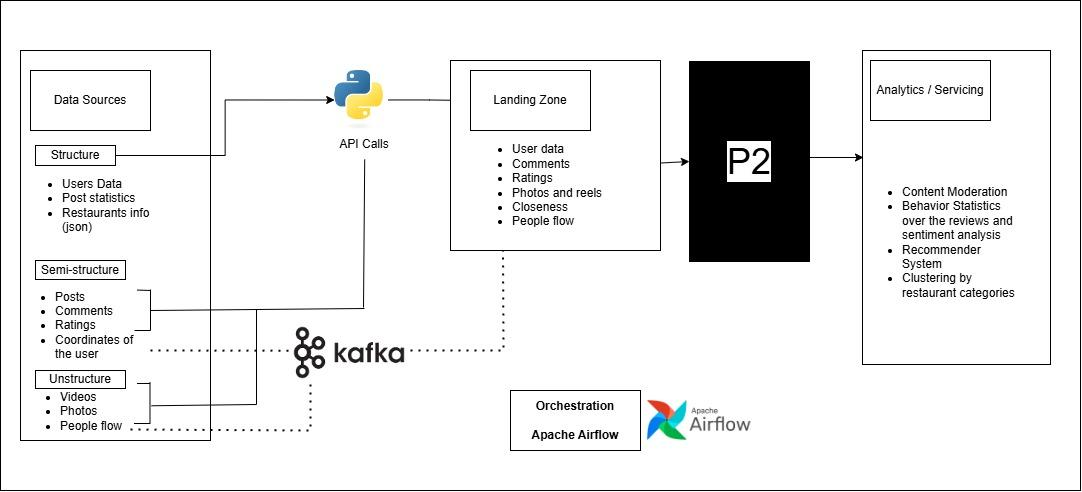 Data Sources
Structure
Users Data
Post statistics
Restaurants info
(json)
Semi-structure
Posts
Comments
Ratings
Coordinates of
the user
Unstructure
Videos
Photos
People flow
API Calls
kafka
Landing Zone
User data
Comments
Ratings
Photos and reels
Closeness
People flow
P2
Analytics / Servicing
Content Moderation
Behavior Statistics
over the reviews and
sentiment analysis
Recommender
System
Clustering by
restaurant categories
Orchestration
Apache Airflow
Apache
Airflow